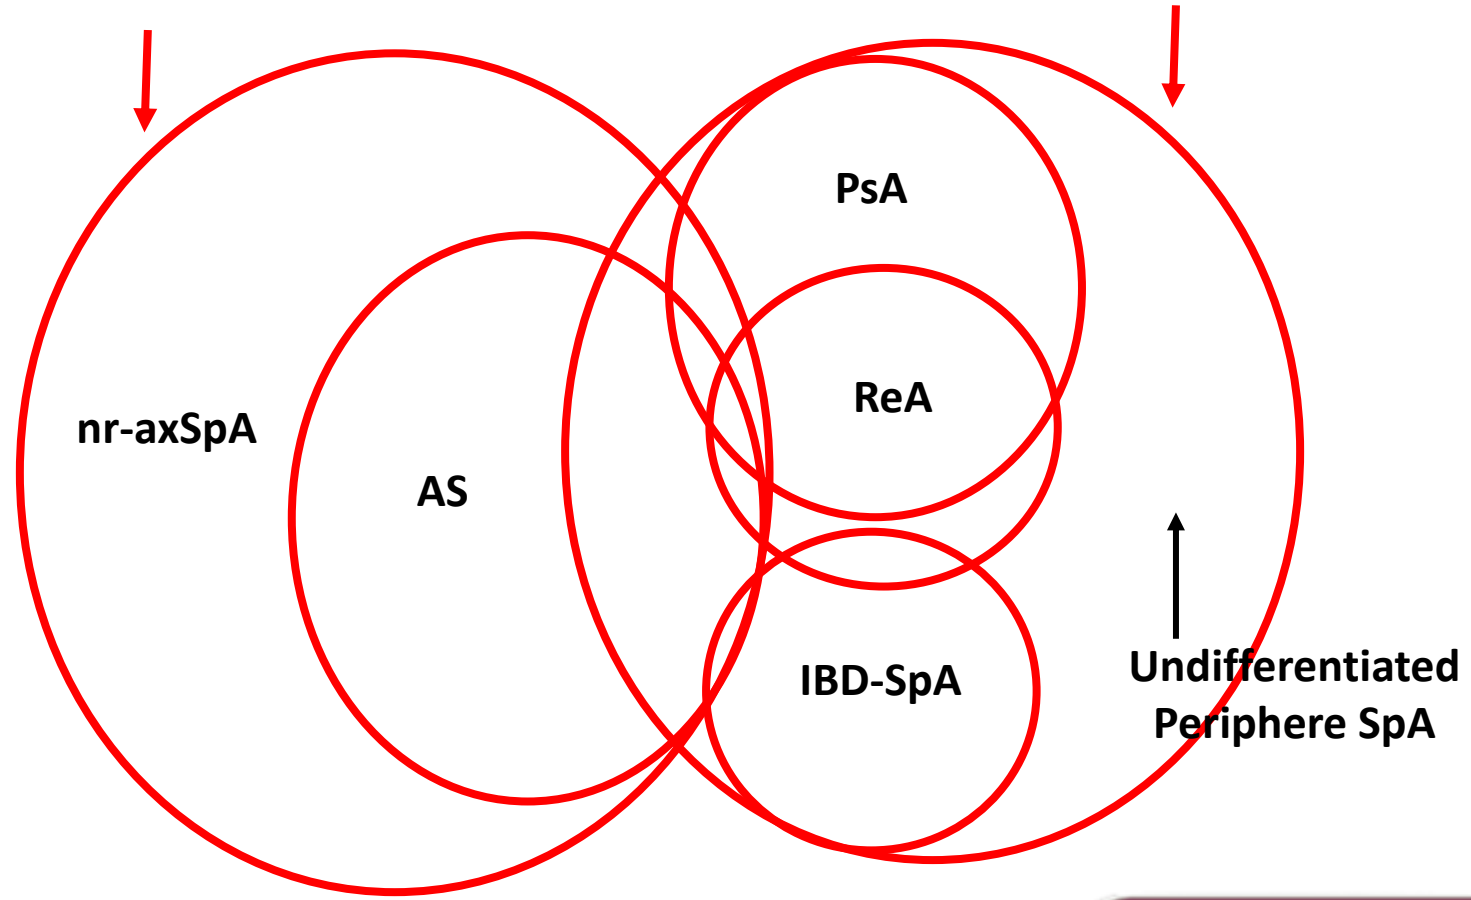 PsA
ReA
nr-axSpA
AS
IBD-SpA
Undifferentiated
Periphere SpA